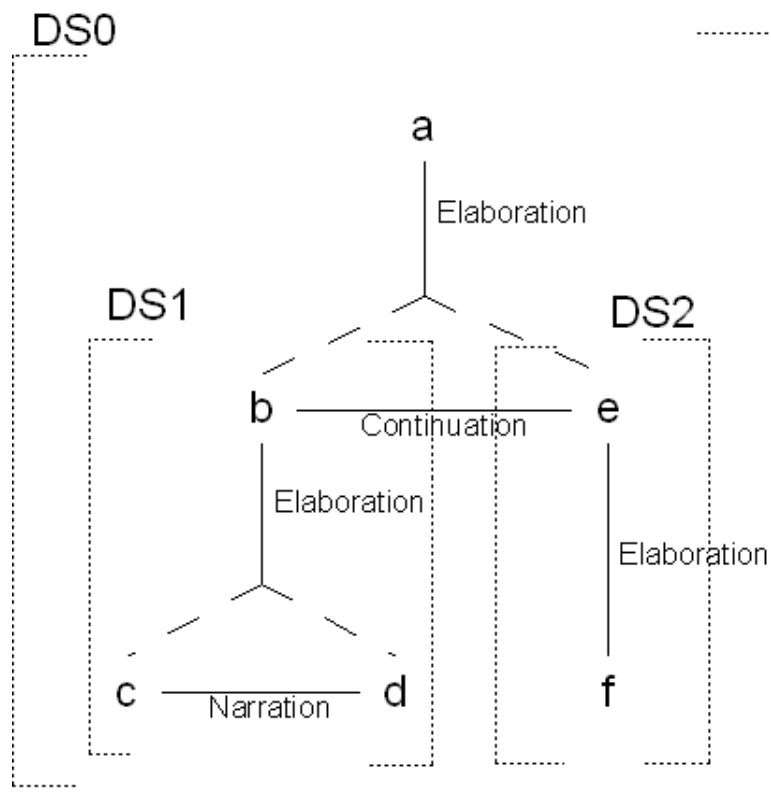 DS0
a
Elaboration
DS1
DS2
b
Continuation
e
Elaboration
Elaboration
c
Narration
d
f